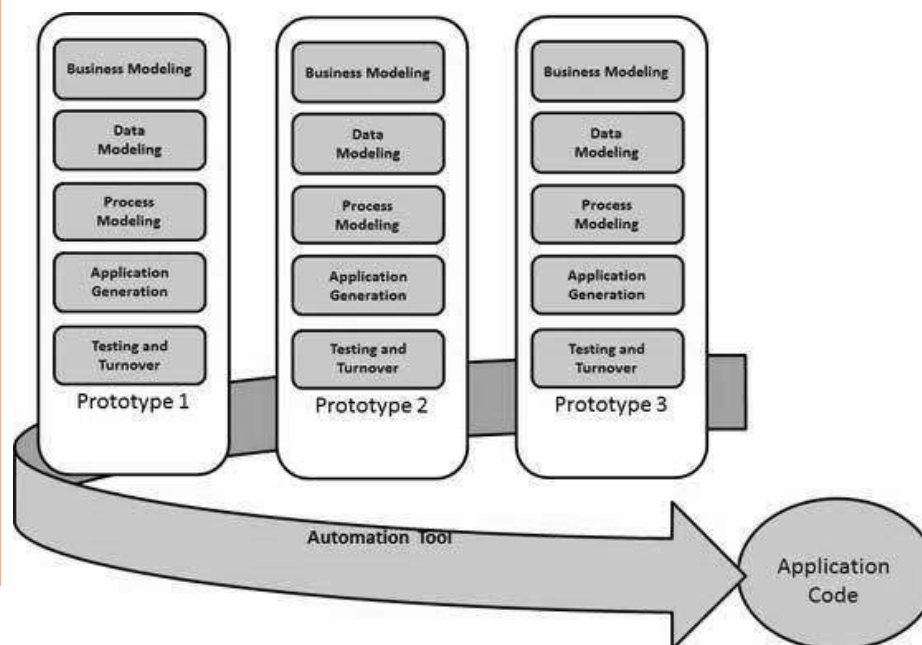 Business Modeling
Data
Modeling
Process
Modeling
Application
Generation
Testing and
Turnover
Prototype 1
Business Modeling
Data
Modeling
Process
Modeling
Application
Generation
Testing and
Turnover
Prototype 2
Business Modeling
Data
Modeling
Process
Modeling
Application
Generation
Testing and
Turnover
Prototype 3
Automation Tool
Application
Code